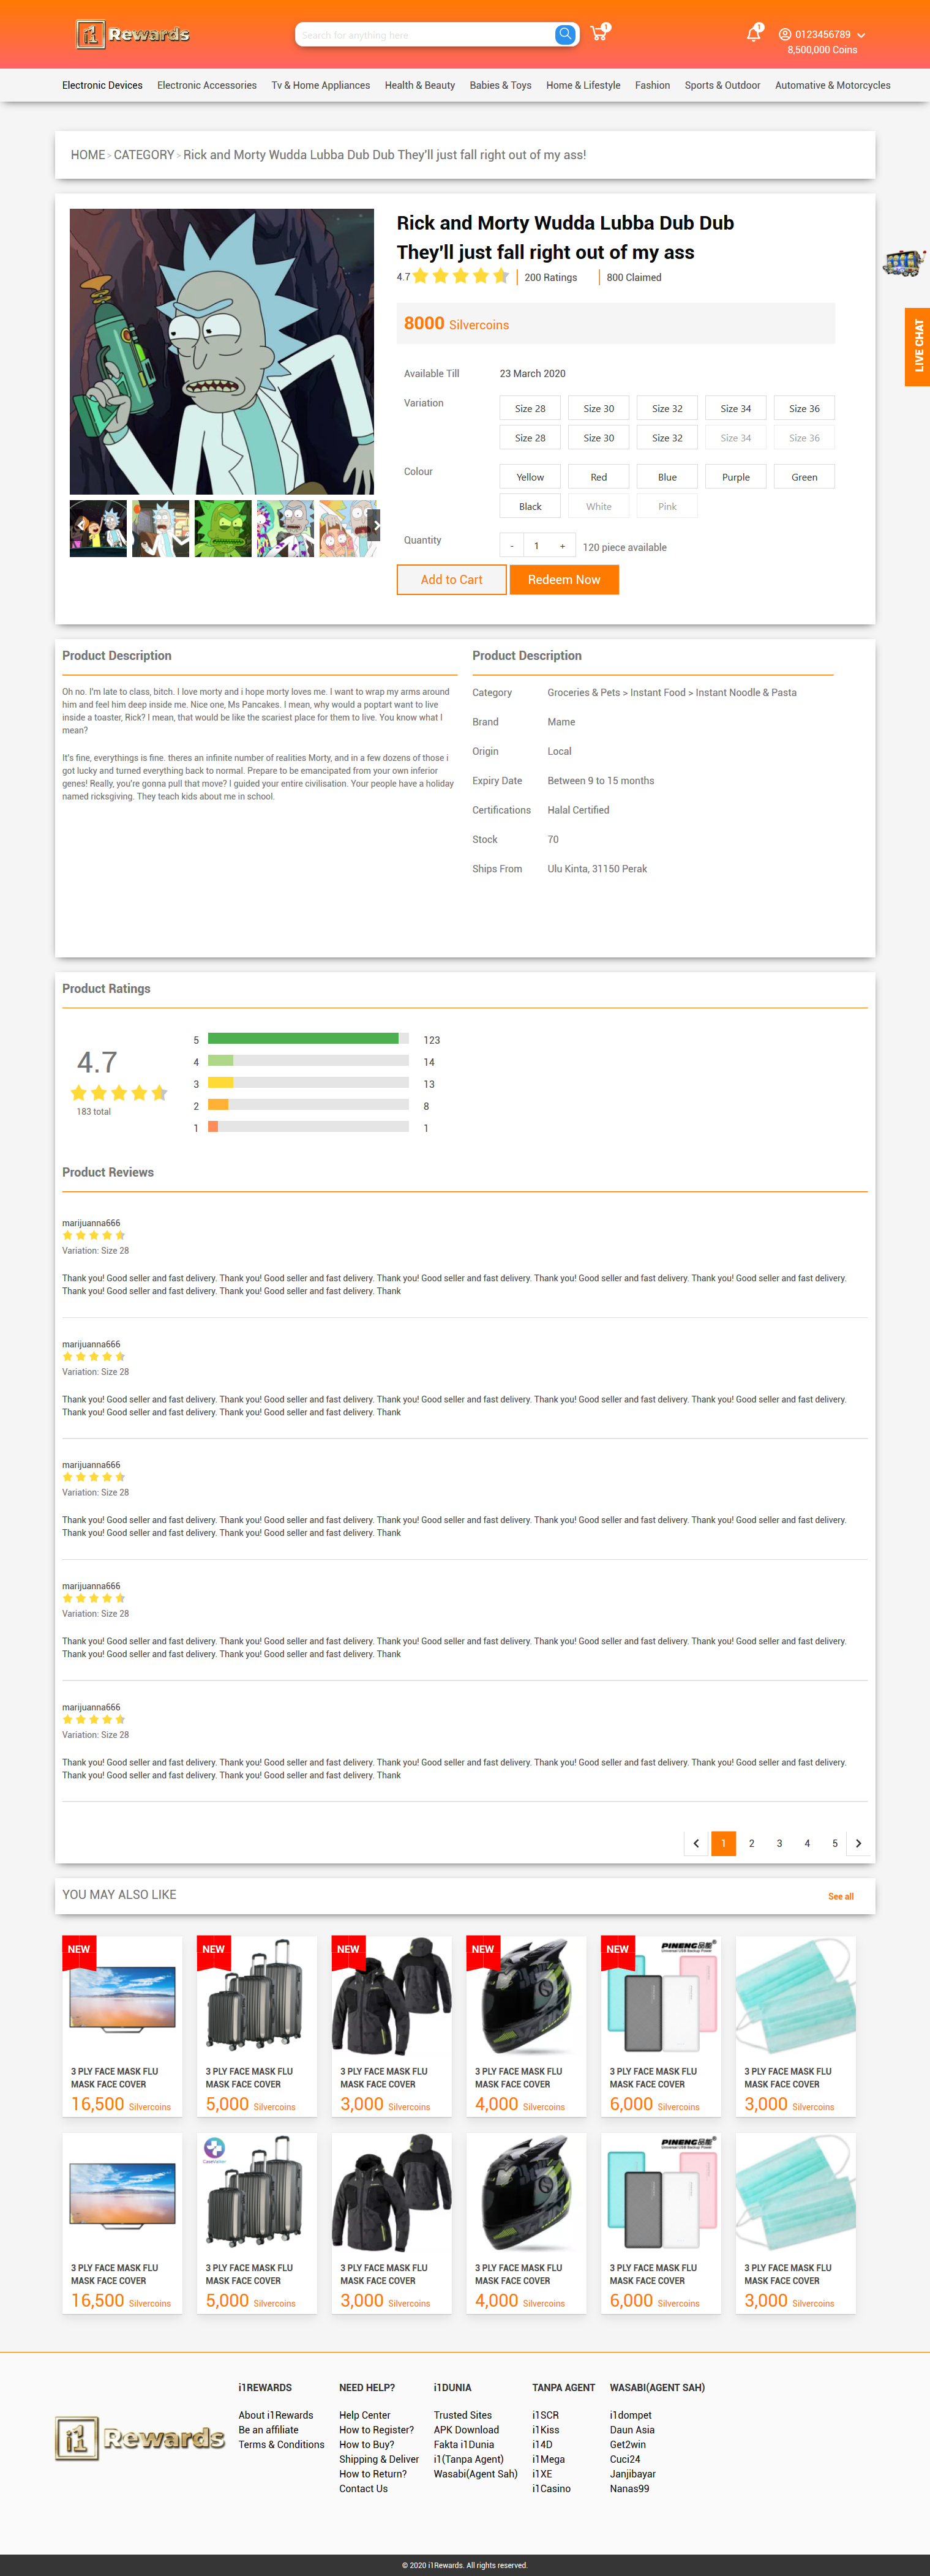 i1 Rewards
Search for anything here
1
1
0123456789
8,500,000 Coins
Electronic Devices Electronic Accessories Tv & Home Appliances Health & Beauty Babies & Toys Home & Lifestyle Fashion Sports & Outdoor Automative & Motorcycles
HOME > CATEGORY > Rick and Morty Wudda Lubba Dub Dub They'll just fall right out of my ass!
Rick and Morty Wudda Lubba Dub Dub
They'll just fall right out of my ass
4.7 200 Ratings 800 Claimed
LIVE CHAT
8000 Silvercoins
Available Till 23 March 2020
Variation Size 28 Size 30 Size 32 Size 34 Size 36
Size 28 Size 30 Size 32 Size 34 Size 36
Colour Yellow Red Blue Purple Green
Black White Pink
Quantity - 1 + 120 piece available
Add to Cart Redeem Now
Product Description
Oh no. I'm late to class, bitch. I love morty and i hope morty loves me. I want to wrap my arms around
him and feel him deep inside me. Nice one, Ms Pancakes. I mean, why would a poptart want to live
inside a toaster, Rick? I mean, that would be like the scariest place for them to live. You know what I
mean?
It's fine, everythings is fine. theres an infinite number of realities Morty, and in a few dozens of those i
got lucky and turned everything back to normal. Prepare to be emancipated from your own inferior
genes! Really, you're gonna pull that move? I guided your entire civilisation. Your people have a holiday
named ricksgiving. They teach kids about me in school.
Product Description
Category Groceries & Pets > Instant Food > Instant Noodle & Pasta
Brand Mame
Origin Local
Expiry Date Between 9 to 15 months
Certifications Halal Certified
Stock 70
Ships From Ulu Kinta, 31150 Perak
Product Ratings
4.7
183 total
5 123
4 14
3 13
2 8
1 1
Product Reviews
marijuanna666
Variation: Size 28
Thank you! Good seller and fast delivery. Thank you! Good seller and fast delivery. Thank you! Good seller and fast delivery. Thank you! Good seller and fast delivery. Thank you! Good seller and fast delivery.
Thank you! Good seller and fast delivery. Thank you! Good seller and fast delivery. Thank
marijuanna666
Variation: Size 28
Thank you! Good seller and fast delivery. Thank you! Good seller and fast delivery. Thank you! Good seller and fast delivery. Thank you! Good seller and fast delivery. Thank you! Good seller and fast delivery.
Thank you! Good seller and fast delivery. Thank you! Good seller and fast delivery. Thank
marijuanna666
Variation: Size 28
Thank you! Good seller and fast delivery. Thank you! Good seller and fast delivery. Thank you! Good seller and fast delivery. Thank you! Good seller and fast delivery. Thank you! Good seller and fast delivery.
Thank you! Good seller and fast delivery. Thank you! Good seller and fast delivery. Thank
marijuanna666
Variation: Size 28
Thank you! Good seller and fast delivery. Thank you! Good seller and fast delivery. Thank you! Good seller and fast delivery. Thank you! Good seller and fast delivery. Thank you! Good seller and fast delivery.
Thank you! Good seller and fast delivery. Thank you! Good seller and fast delivery. Thank
marijuanna666
Variation: Size 28
Thank you! Good seller and fast delivery. Thank you! Good seller and fast delivery. Thank you! Good seller and fast delivery. Thank you! Good seller and fast delivery. Thank you! Good seller and fast delivery.
Thank you! Good seller and fast delivery. Thank you! Good seller and fast delivery. Thank
1 2 3 4 5
YOU MAY ALSO LIKE See all
NEW NEW NEW NEW NEW
PINENG 品能
Universal USB Backup Power
3 PLY FACE MASK FLU 3 PLY FACE MASK FLU 3 PLY FACE MASK FLU 3 PLY FACE MASK FLU 3 PLY FACE MASK FLU 3 PLY FACE MASK FLU
MASK FACE COVER MASK FACE COVER MASK FACE COVER MASK FACE COVER MASK FACE COVER MASK FACE COVER
16,500 Silvercoins 5,000 Silvercoins 3,000 Silvercoins 4,000 Silvercoins 6,000 Silvercoins 3,000 Silvercoins
PINENG 品能
Universal USB Backup Power
3 PLY FACE MASK FLU 3 PLY FACE MASK FLU 3 PLY FACE MASK FLU 3 PLY FACE MASK FLU 3 PLY FACE MASK FLU 3 PLY FACE MASK FLU
MASK FACE COVER MASK FACE COVER MASK FACE COVER MASK FACE COVER MASK FACE COVER MASK FACE COVER
16,500 Silvercoins 5,000 Silvercoins 3,000 Silvercoins 4,000 Silvercoins 6,000 Silvercoins 3,000 Silvercoins
i1 Rewards
i1REWARDS
About i1Rewards
Be an affiliate
Terms & Conditions
NEED HELP?
Help Center
How to Register?
How to Buy?
Shipping & Deliver
How to Return?
Contact Us
i1DUNIA
Trusted Sites
APK Download
Fakta i1Dunia
i1(Tanpa Agent)
Wasabi(Agent Sah)
TANPA AGENT
i1SCR
i1Kiss
i14D
i1Mega
i1XE
i1Casino
WASABI(AGENT SAH)
i1dompet
Daun Asia
Get2win
Cuci24
Janjibayar
Nanas99
© 2020 i1Rewards. All rights reserved.